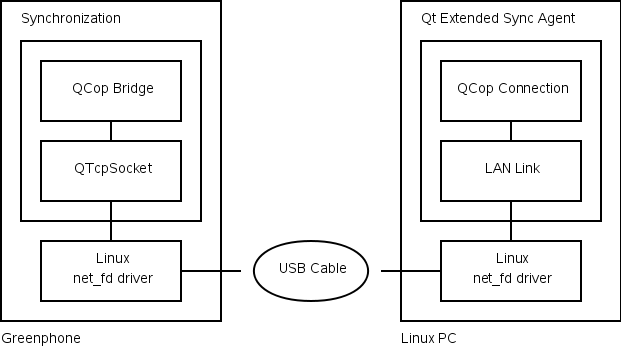 Synchronization
QCop Bridge
QTcpSocket
Linux
net_fd driver
Greenphone
USB Cable
Qt Extended Sync Agent
QCop Connection
LAN Link
Linux
net_fd driver
Linux PC